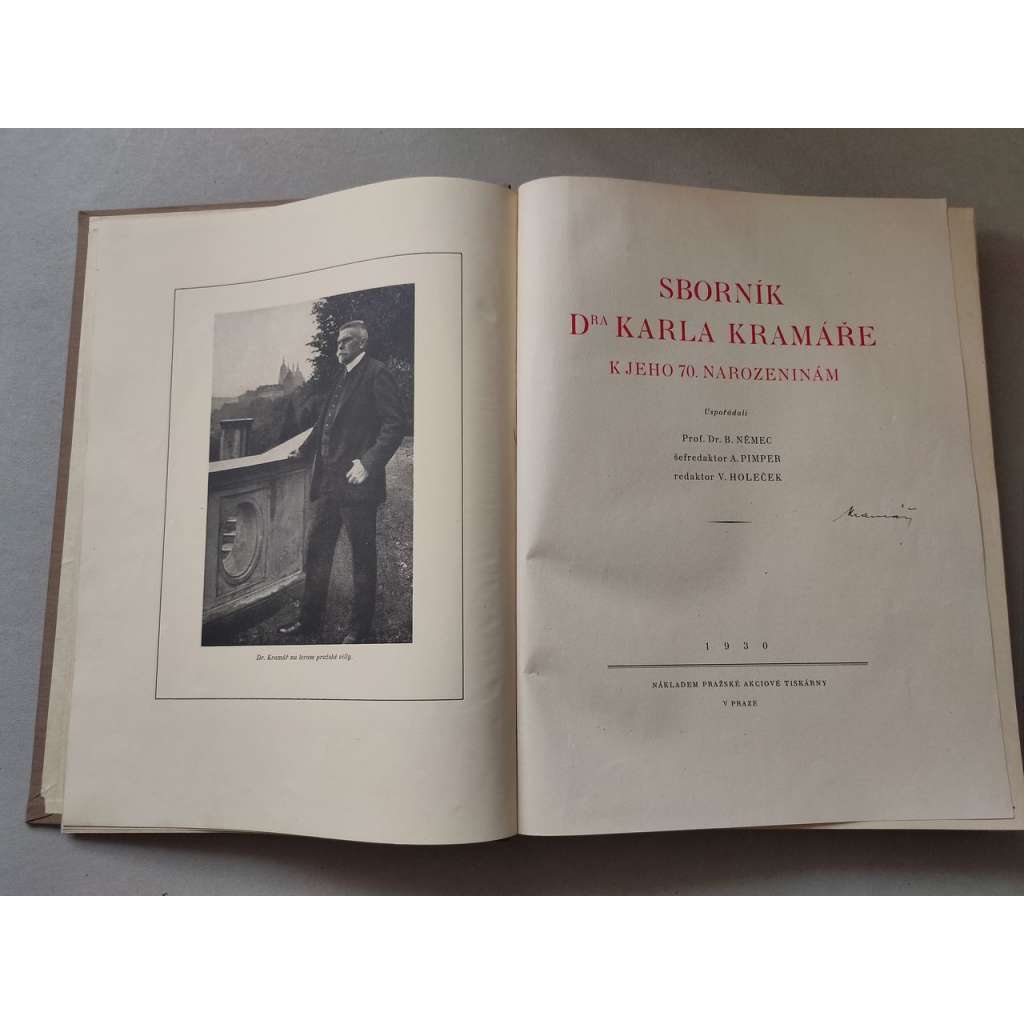 Dr. Kramář na terase pražské villy.
SBORNÍK
DRA KARLA KRAMÁŘE
K JEHO 70. NAROZENINÁM
Uspořádali
Prof. Dr. B. NĚMEC
šéfredaktor A. PIMPER
redaktor V. HOLEČEK
Kramář
1930
NÁKLADEM PRAŽSKÉ AKCIOVÉ TISKÁRNY
V PRAZE